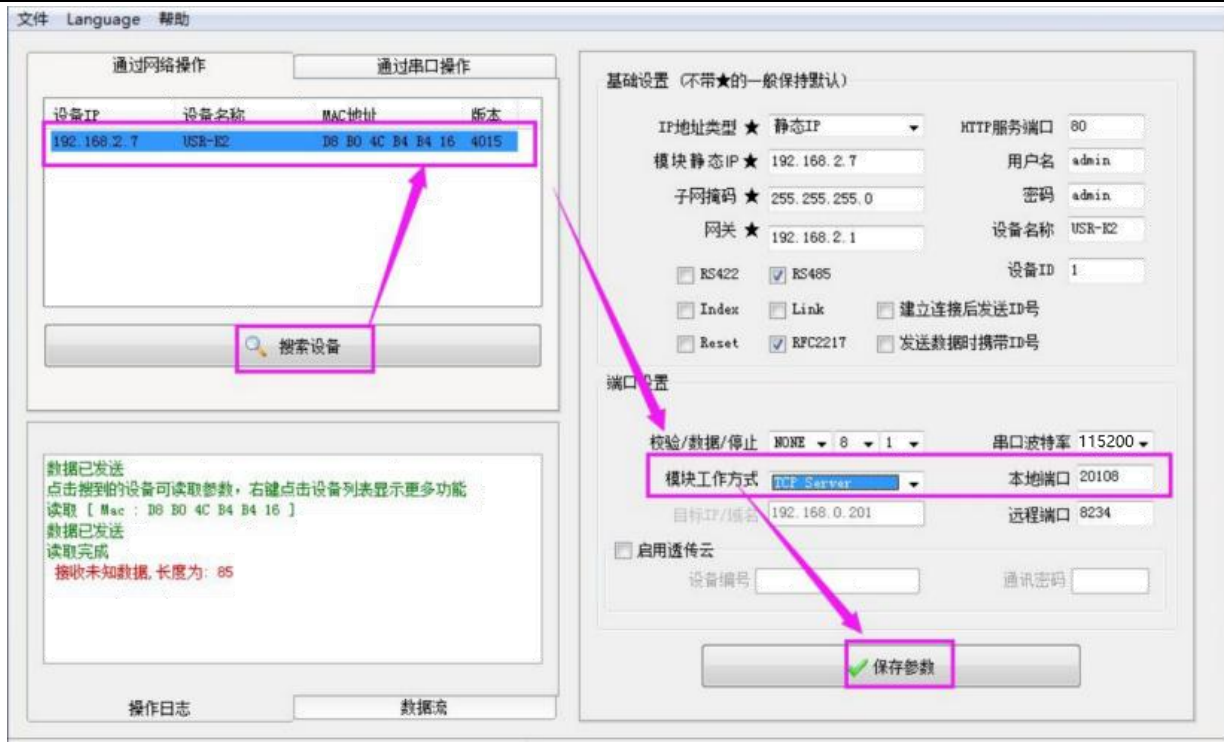 文件 Language 帮助
通过网络操作 通过串口操作
设备IP 设备名称 MAC地址 版本
192.168.2.7 USR-K2 D8 B0 4C B4 B4 16 4015
搜索设备
数据已发送
点击搜到的设备可读取参数，右键点击设备列表显示更多功能
读取 [ Mac : D8 B0 4C B4 B4 16 ]
数据已发送
读取完成
接收未知数据,长度为: 85
操作日志 数据流
基础设置（不带★的一般保持默认）
IP地址类型 ★ 静态IP HTTP服务端口 80
模块静态IP ★ 192.168.2.7 用户名 admin
子网掩码 ★ 255.255.255.0 密码 admin
网关 ★ 192.168.2.1 设备名称 USR-K2
RS422 RS485 设备ID 1
Index Link 建立连接后发送ID号
Reset RFC2217 发送数据时携带ID号
端口设置
校验/数据/停止 NONE 8 1 串口波特率 115200
模块工作方式 TCP Server 本地端口 20108
目标IP/域名 192.168.0.201 远程端口 8234
启用透传云
设备编号 通讯密码
保存参数